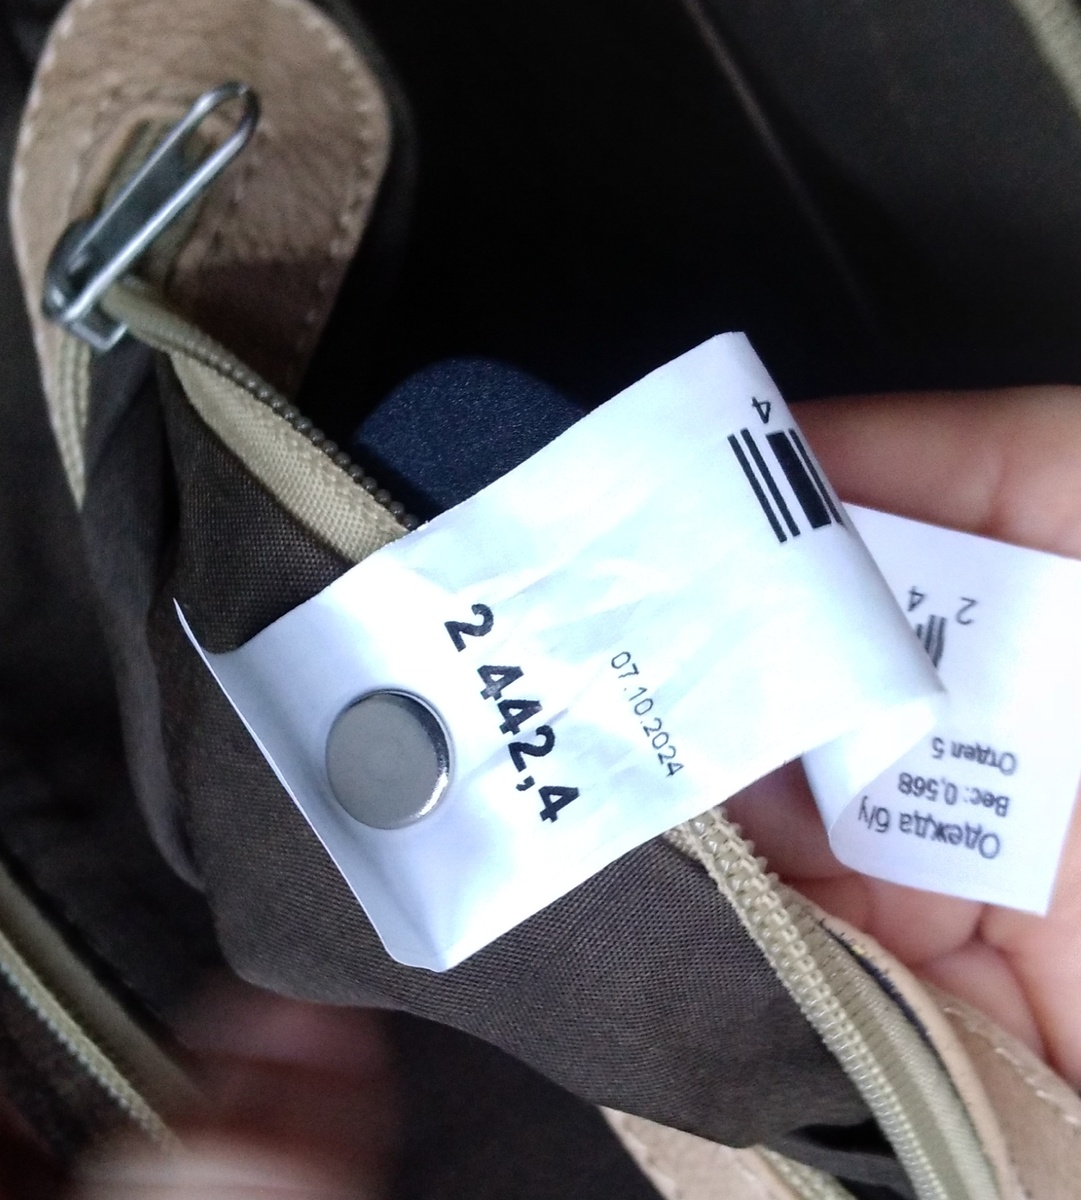 Одежда б/у
Вес: 0,568
Отдел 5
2 4
4
07.10.2024
2 442,4